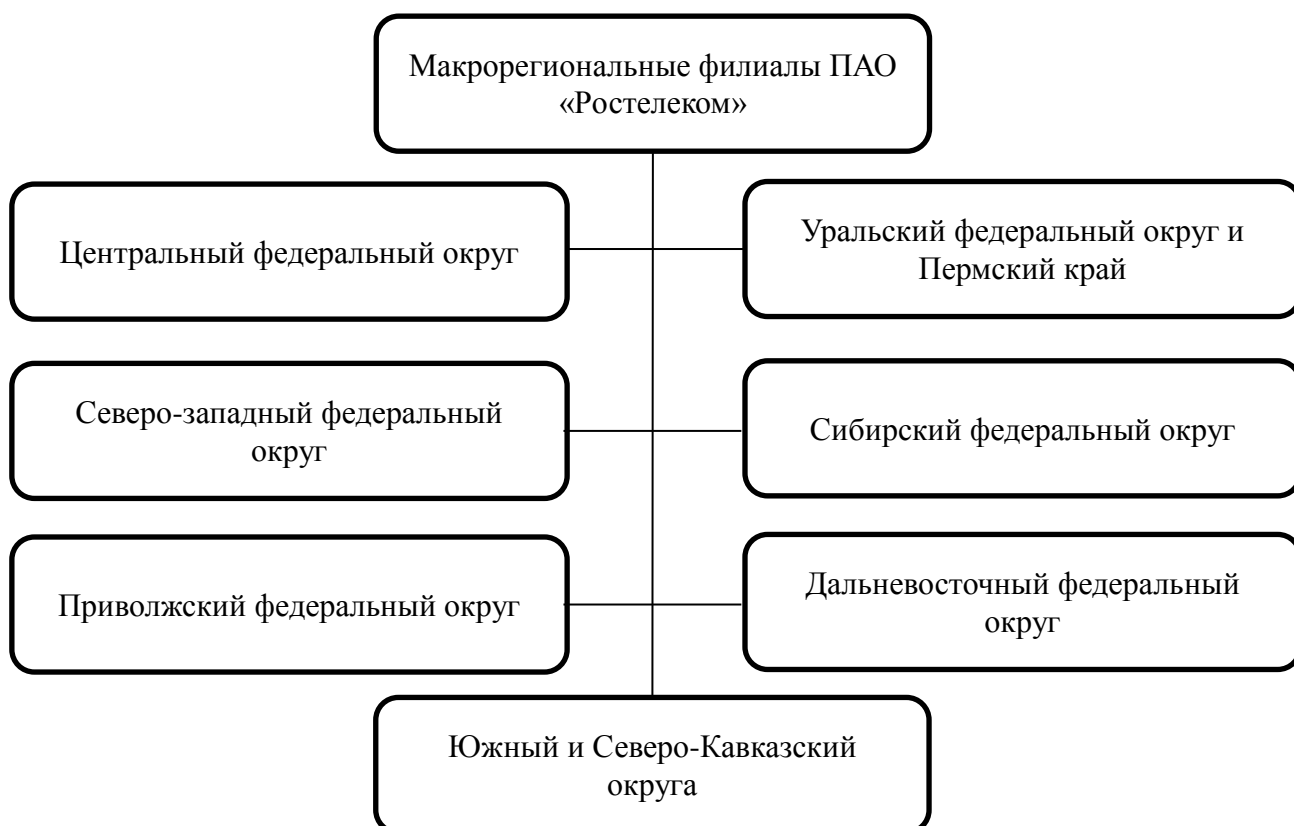 Макрорегиональные филиалы ПАО
«Ростелеком»
Центральный федеральный округ
Уральский федеральный округ и
Пермский край
Северо-западный федеральный
округ
Сибирский федеральный округ
Приволжский федеральный округ
Дальневосточный федеральный
округ
Южный и Северо-Кавказский
округа